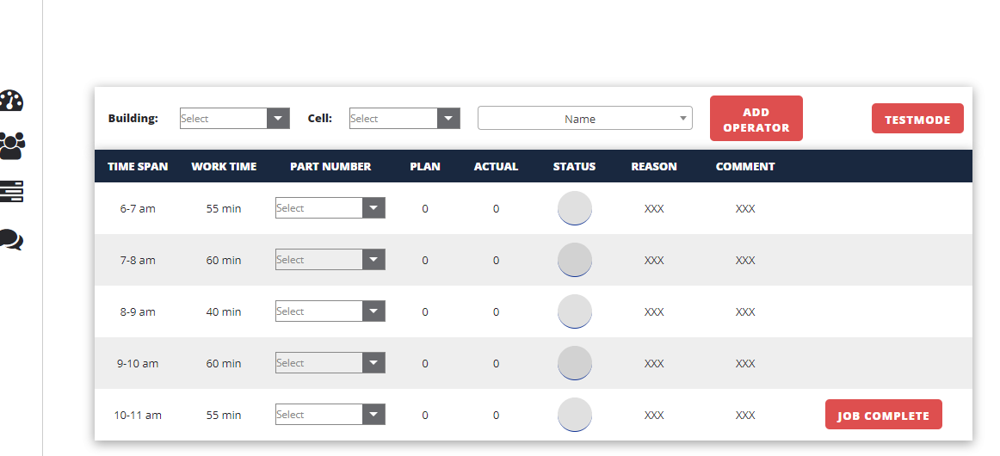 Building: Select Cell: Select Name ADD OPERATOR TESTMODE
TIME SPAN WORK TIME PART NUMBER PLAN ACTUAL STATUS REASON COMMENT
6-7 am 55 min Select 0 0 XXX XXX
7-8 am 60 min Select 0 0 XXX XXX
8-9 am 40 min Select 0 0 XXX XXX
9-10 am 60 min Select 0 0 XXX XXX
10-11 am 55 min Select 0 0 XXX XXX JOB COMPLETE